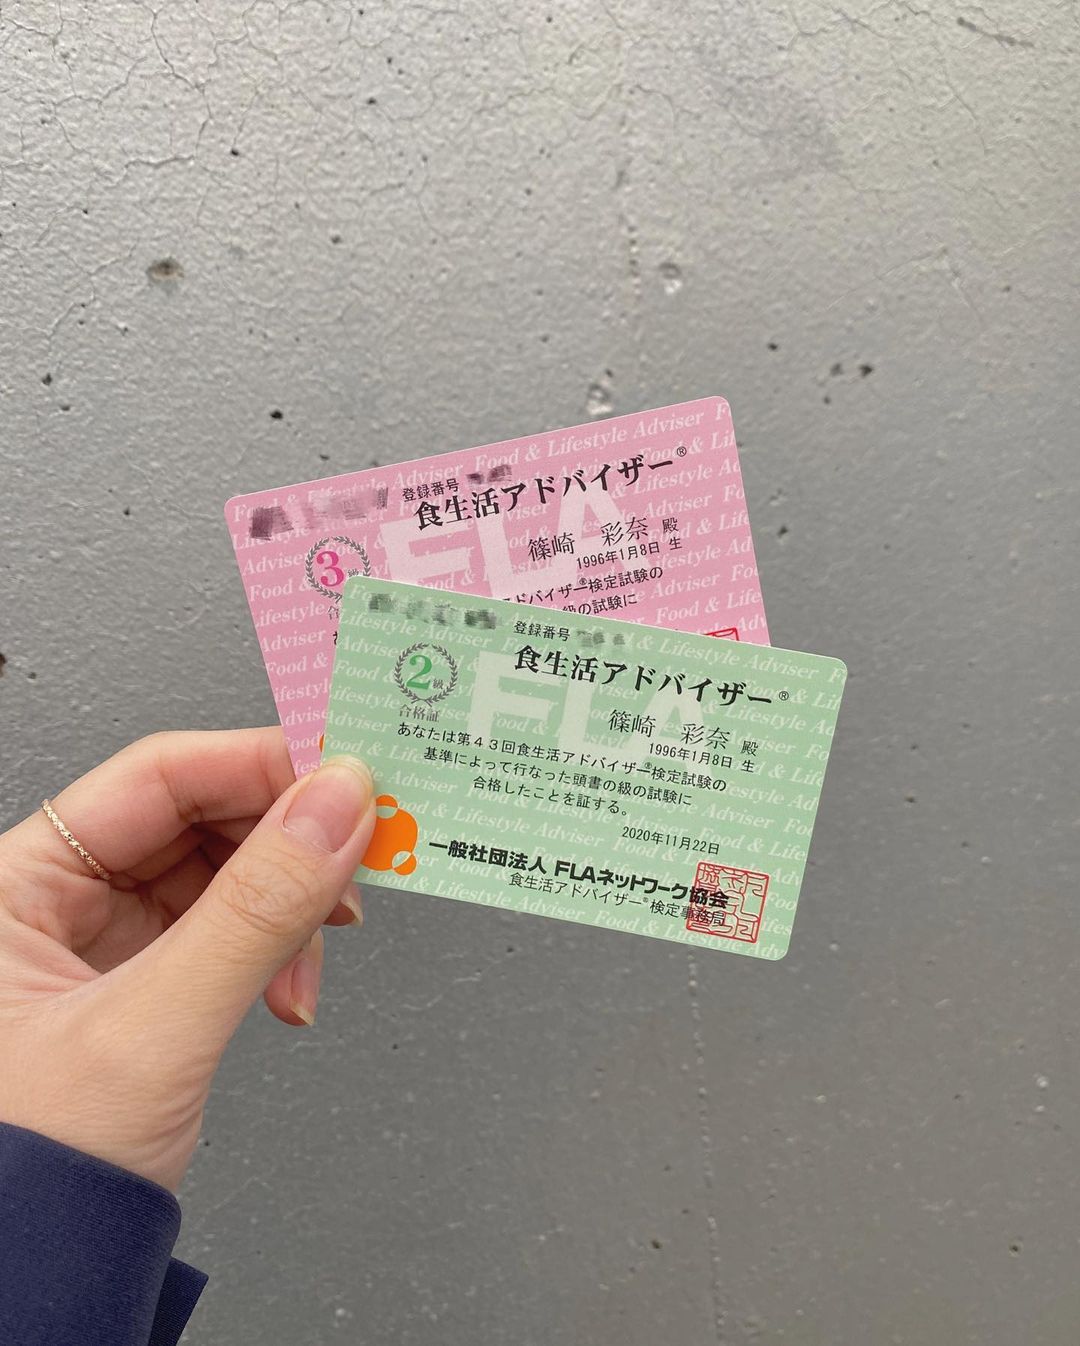 登録番号
食生活アドバイザー®
3級
篠崎 彩奈 殿
1996年1月8日 生
ドバイザー®検定試験の
級の試験に
FLA
登録番号
食生活アドバイザー®
2級
合格証
篠崎 彩奈 殿
1996年1月8日 生
あなたは第43回食生活アドバイザー®検定試験の
基準によって行なった頭書の級の試験に
合格したことを証する。
2020年11月22日
一般社団法人 FLAネットワーク協会
食生活アドバイザー®検定事務局
FLA
Food & Lifestyle Adviser